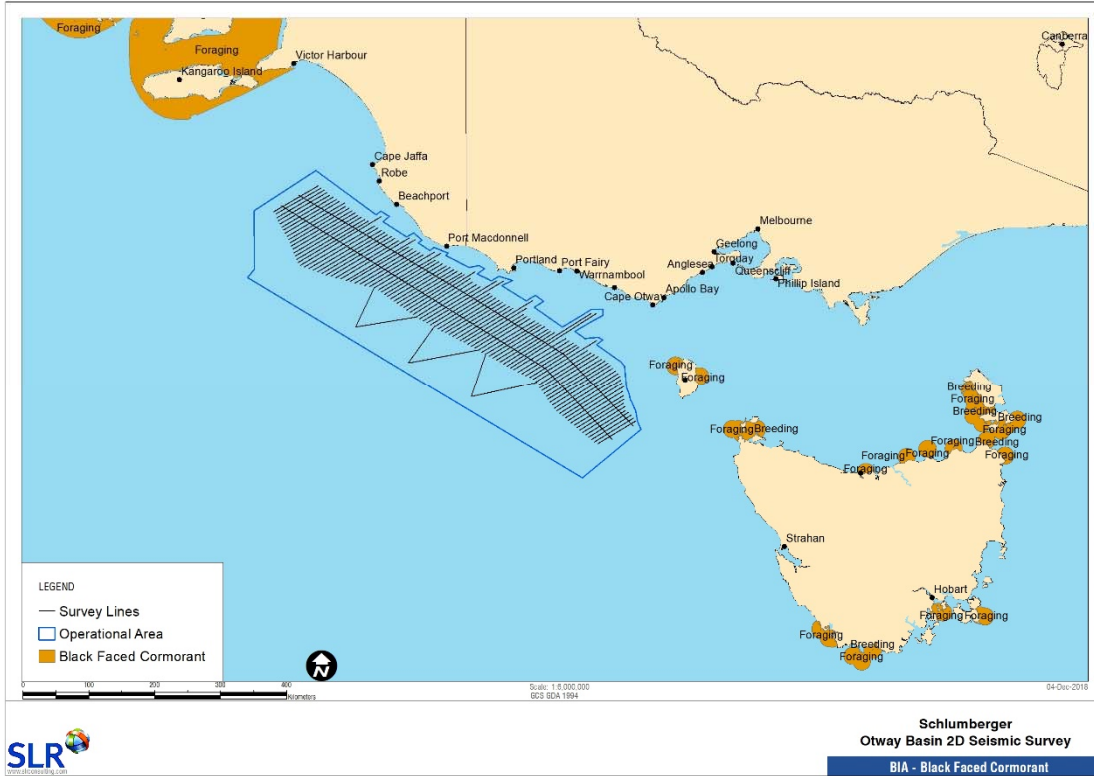 Foraging
Foraging
Kangaroo Island
Victor Harbour
Canberra
Cape Jaffa
Robe
Beachport
Port Macdonnell
Portland
Port Fairy
Warrnambool
Cape Otway
Apollo Bay
Anglesea
Torquay
Geelong
Melbourne
Queenscliff
Phillip Island
Foraging
Foraging
Foraging
Breeding
Breeding
Foraging
Breeding
Breeding
Foraging
Breeding
Foraging
Foraging
Foraging
Foraging
Foraging
Strahan
Hobart
Foraging
Foraging
Foraging
Breeding
Foraging
LEGEND
Survey Lines
Operational Area
Black Faced Cormorant
N
0 100 200 300 400
Kilometers
Scale: 1:6,000,000
GCS GDA 1994
04-Dec-2018
SLR
www.slrconsulting.com
Schlumberger
Otway Basin 2D Seismic Survey
BIA - Black Faced Cormorant